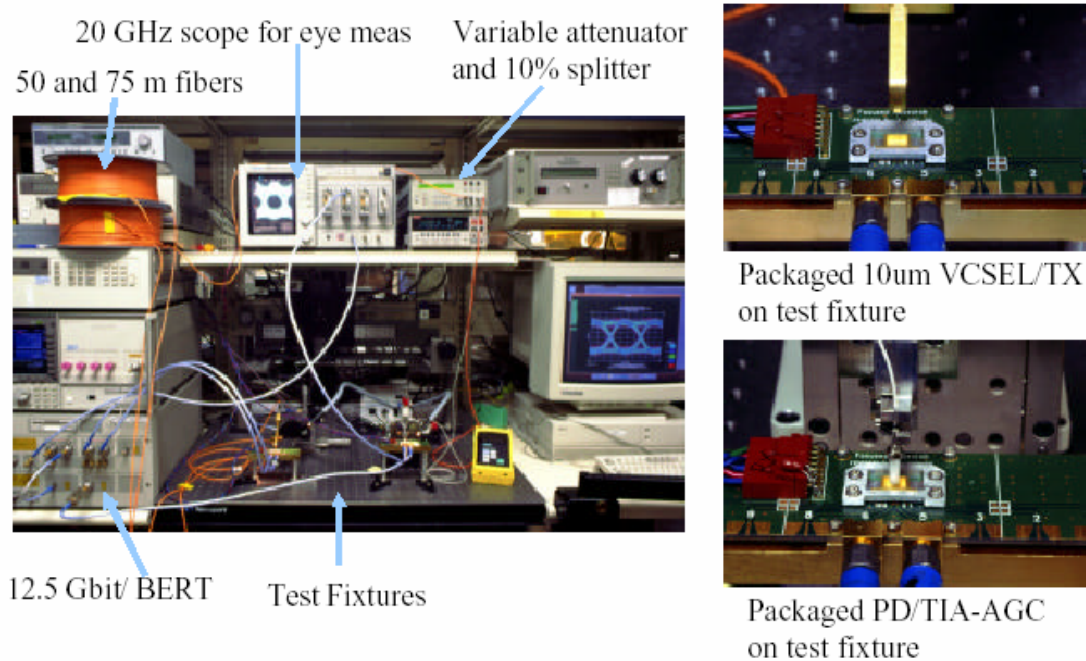 20 GHz scope for eye meas
Variable attenuator
and 10% splitter
50 and 75 m fibers
12.5 Gbit/ BERT
Test Fixtures
Packaged 10um VCSEL/TX
on test fixture
Packaged PD/TIA-AGC
on test fixture